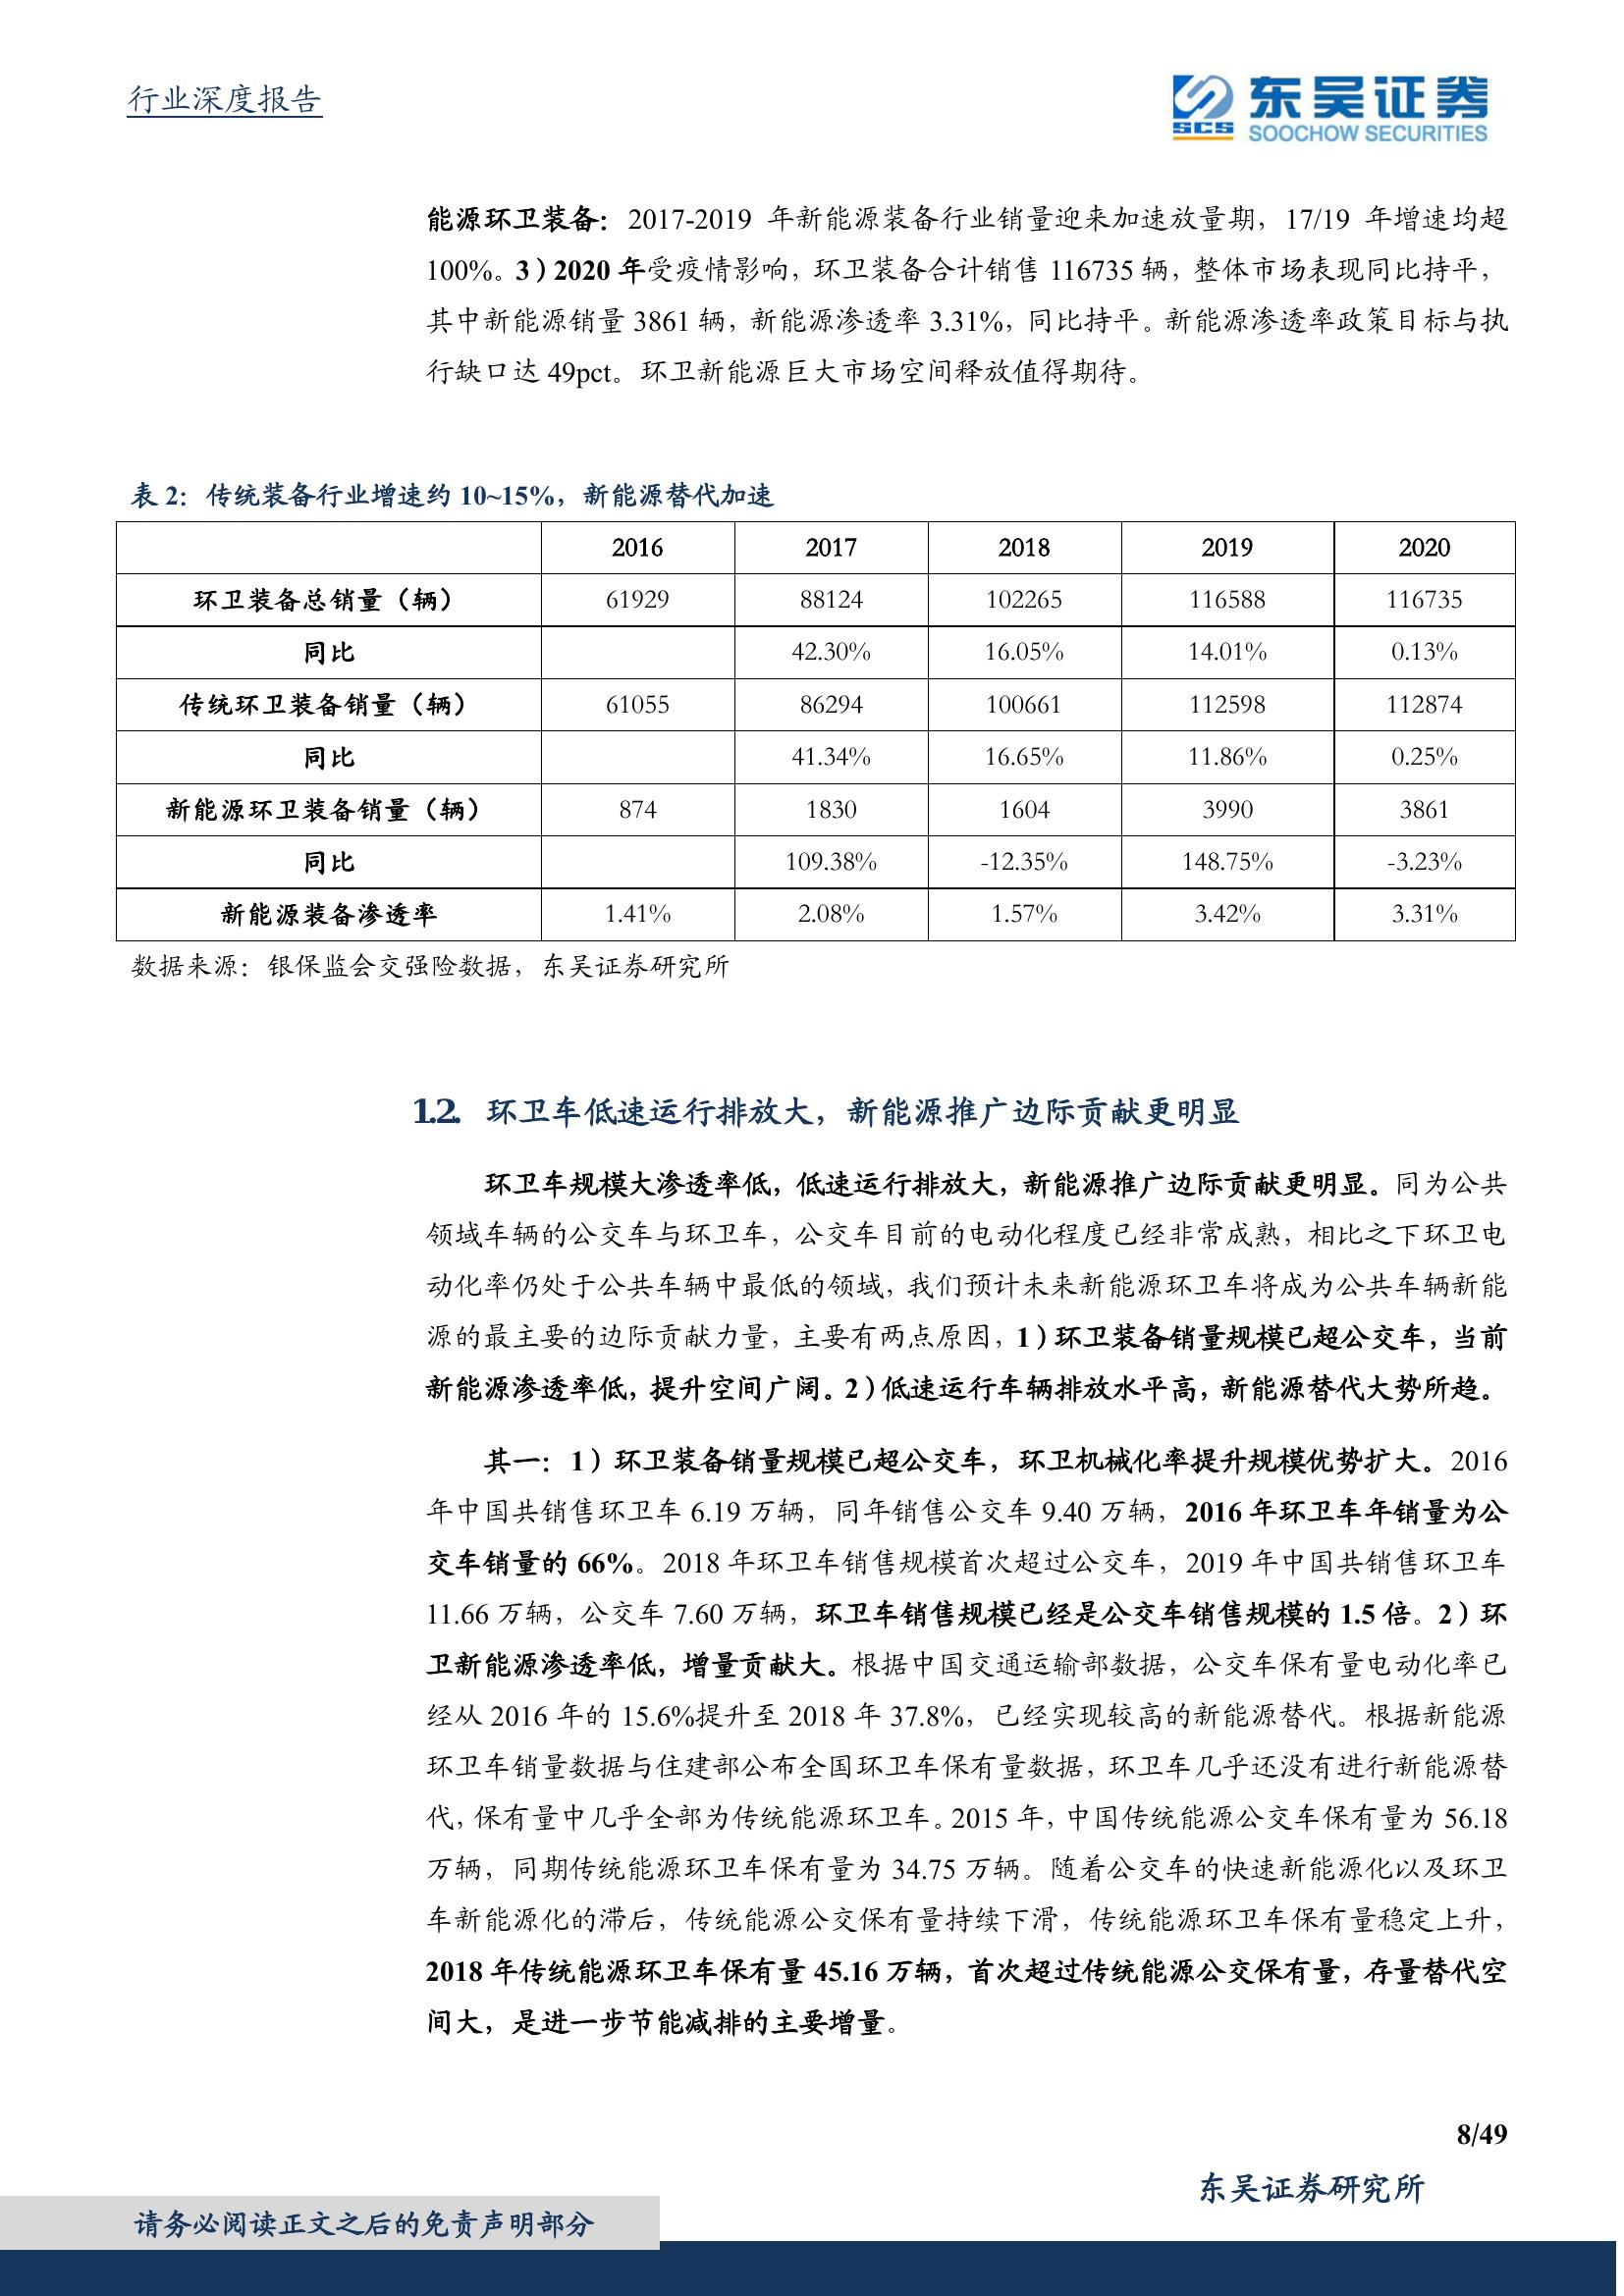 行业深度报告
SCS 东吴证券
SOOCHOW SECURITIES
能源环卫装备：2017-2019 年新能源装备行业销量迎来加速放量期，17/19 年增速均超
100%。3）2020 年受疫情影响，环卫装备合计销售 116735 辆，整体市场表现同比持平，
其中新能源销量 3861 辆，新能源渗透率 3.31%，同比持平。新能源渗透率政策目标与执
行缺口达 49pct。环卫新能源巨大市场空间释放值得期待。
表 2：传统装备行业增速约 10~15%，新能源替代加速
2016 2017 2018 2019 2020
环卫装备总销量（辆） 61929 88124 102265 116588 116735
同比 42.30% 16.05% 14.01% 0.13%
传统环卫装备销量（辆） 61055 86294 100661 112598 112874
同比 41.34% 16.65% 11.86% 0.25%
新能源环卫装备销量（辆） 874 1830 1604 3990 3861
同比 109.38% -12.35% 148.75% -3.23%
新能源装备渗透率 1.41% 2.08% 1.57% 3.42% 3.31%
数据来源：银保监会交强险数据，东吴证券研究所
1.2. 环卫车低速运行排放大，新能源推广边际贡献更明显
环卫车规模大渗透率低，低速运行排放大，新能源推广边际贡献更明显。同为公共
领域车辆的公交车与环卫车，公交车目前的电动化程度已经非常成熟，相比之下环卫电
动化率仍处于公共车辆中最低的领域，我们预计未来新能源环卫车将成为公共车辆新能
源的最主要的边际贡献力量，主要有两点原因，1）环卫装备销量规模已超公交车，当前
新能源渗透率低，提升空间广阔。2）低速运行车辆排放水平高，新能源替代大势所趋。
其一：1）环卫装备销量规模已超公交车，环卫机械化率提升规模优势扩大。2016
年中国共销售环卫车 6.19 万辆，同年销售公交车 9.40 万辆，2016 年环卫车年销量为公
交车销量的 66%。2018 年环卫车销售规模首次超过公交车，2019 年中国共销售环卫车
11.66 万辆，公交车 7.60 万辆，环卫车销售规模已经是公交车销售规模的 1.5 倍。2）环
卫新能源渗透率低，增量贡献大。根据中国交通运输部数据，公交车保有量电动化率已
经从 2016 年的 15.6%提升至 2018 年 37.8%，已经实现较高的新能源替代。根据新能源
环卫车销量数据与住建部公布全国环卫车保有量数据，环卫车几乎还没有进行新能源替
代，保有量中几乎全部为传统能源环卫车。2015 年，中国传统能源公交车保有量为 56.18
万辆，同期传统能源环卫车保有量为 34.75 万辆。随着公交车的快速新能源化以及环卫
车新能源化的滞后，传统能源公交保有量持续下滑，传统能源环卫车保有量稳定上升，
2018 年传统能源环卫车保有量 45.16 万辆，首次超过传统能源公交保有量，存量替代空
间大，是进一步节能减排的主要增量。
8/49
东吴证券研究所
请务必阅读正文之后的免责声明部分